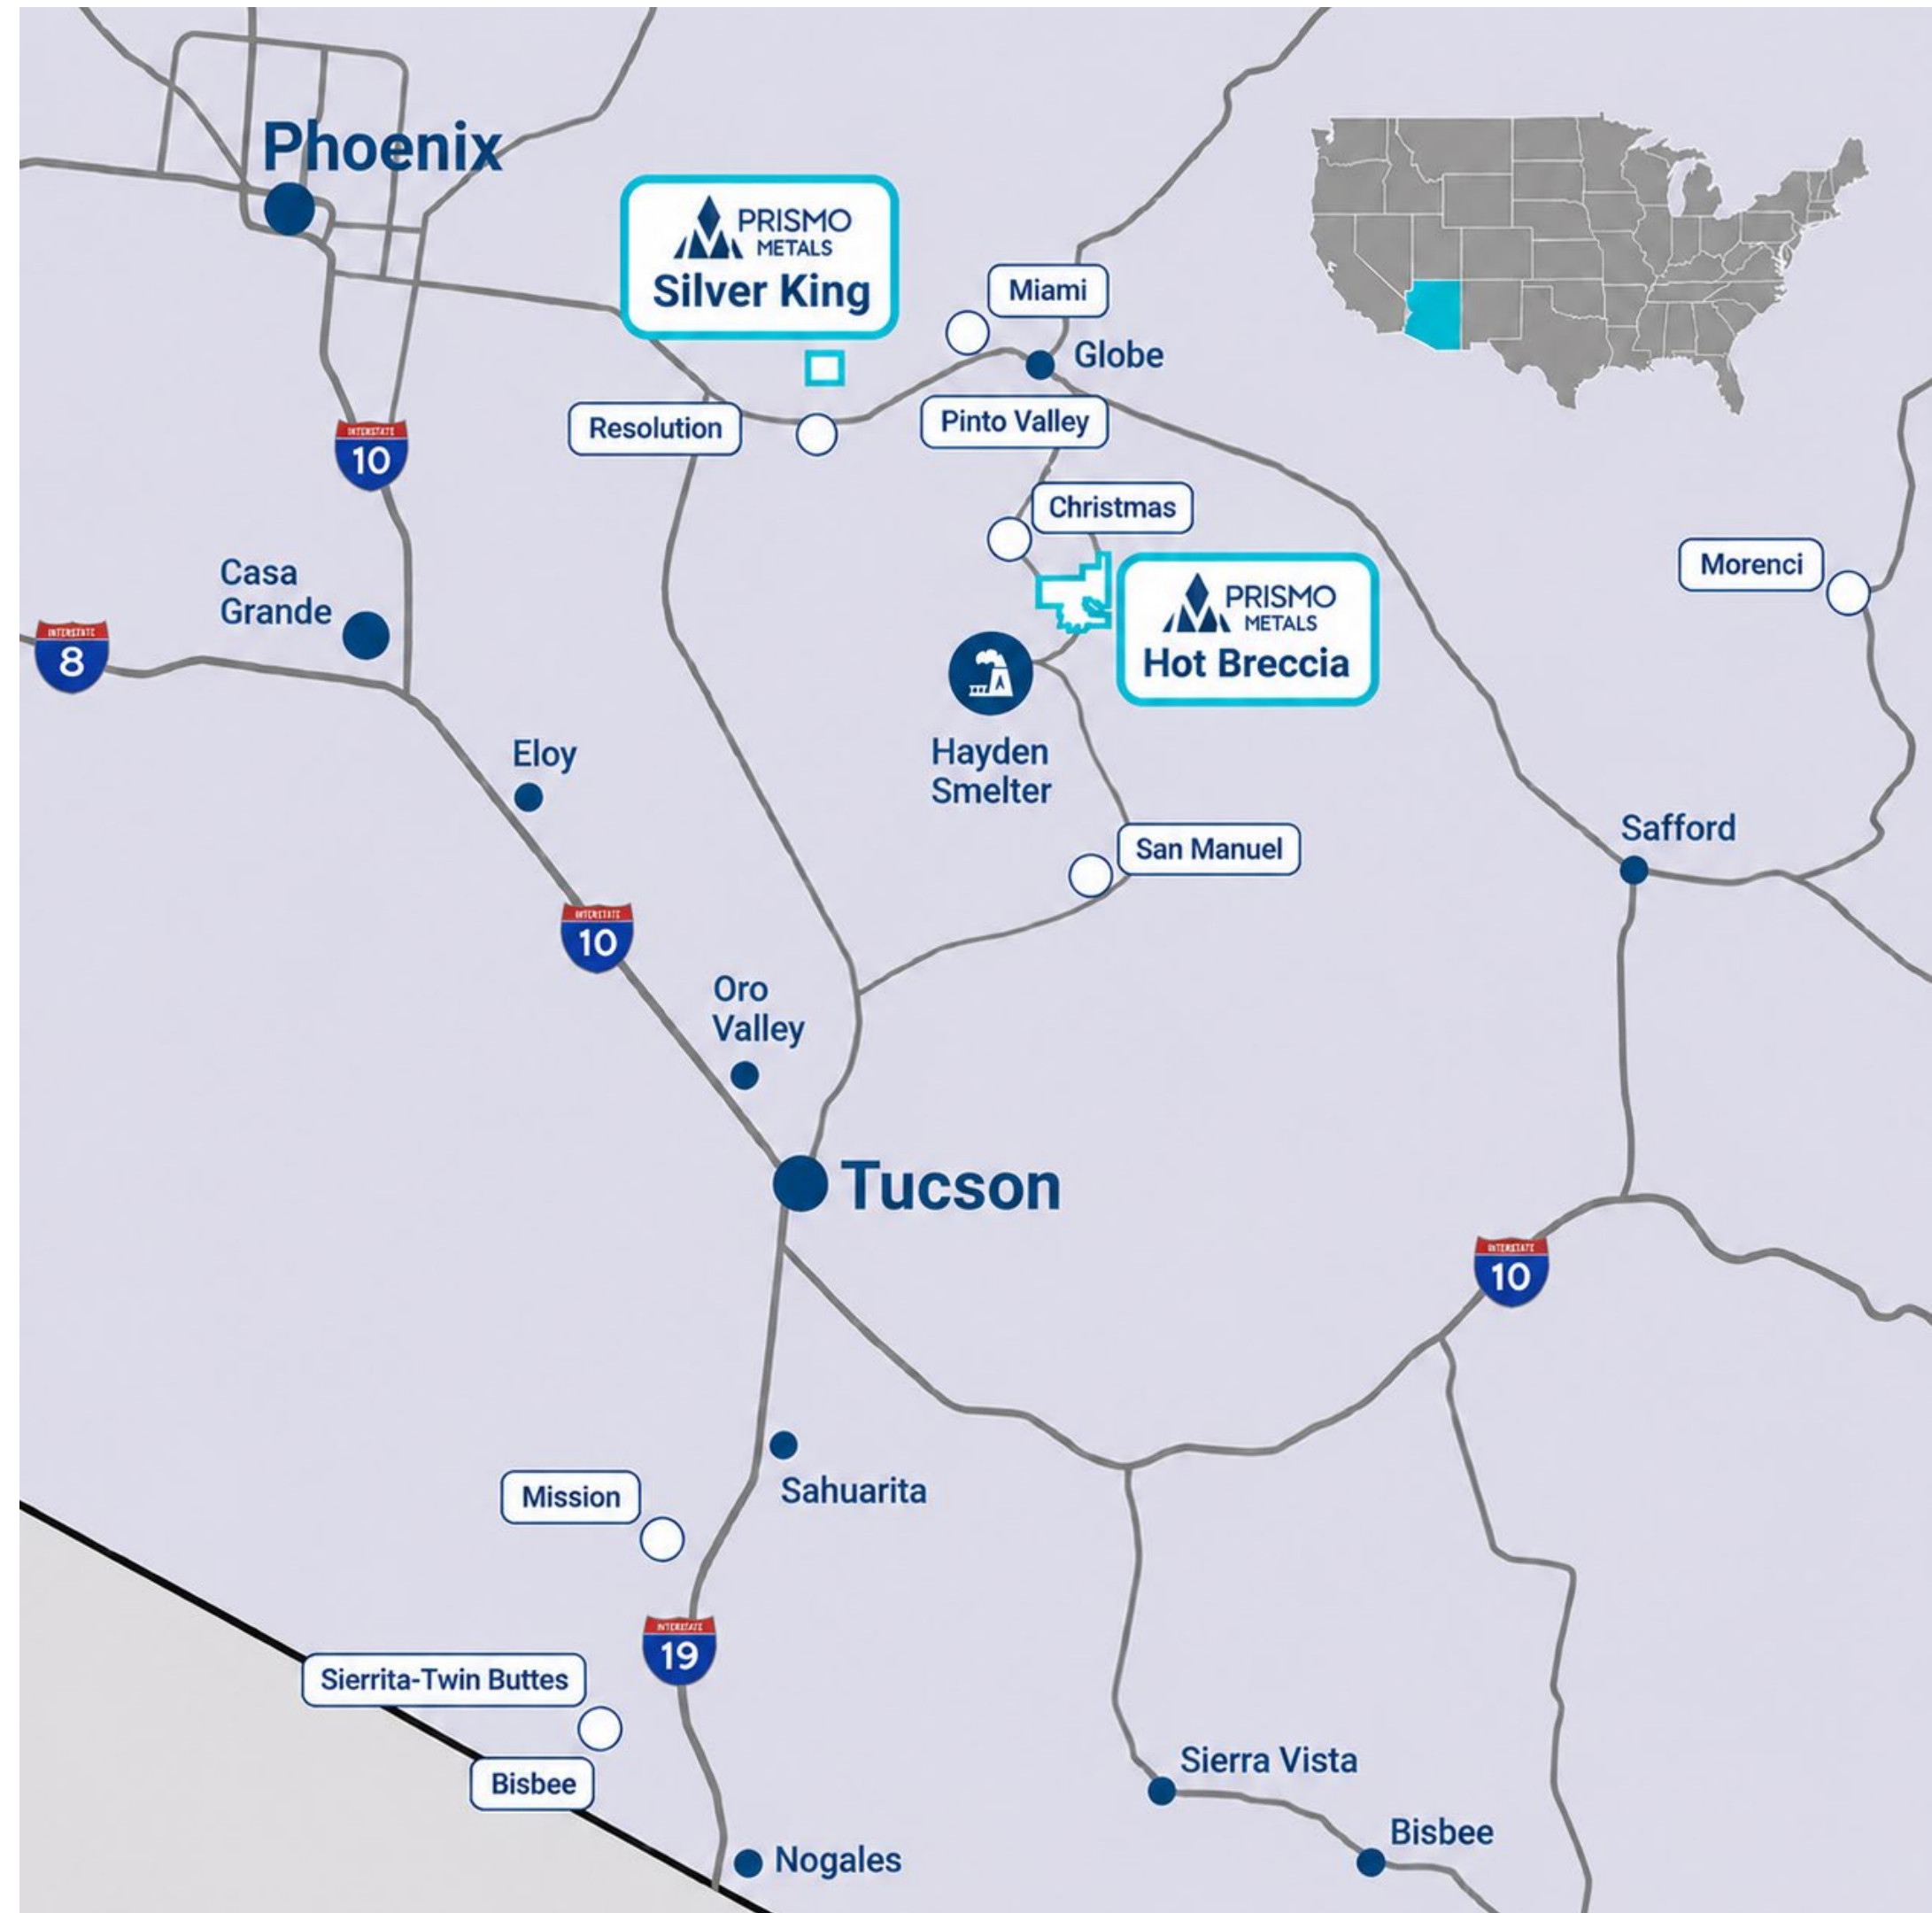 Phoenix
PRISMO
METALS
Silver King
Miami
Globe
Resolution
Pinto Valley
INTERSTATE
10
Christmas
Casa
Grande
Morenci
PRISMO
METALS
Hot Breccia
INTERSTATE
8
Hayden
Smelter
Eloy
San Manuel
Safford
INTERSTATE
10
Oro
Valley
Tucson
INTERSTATE
10
Sahuarita
Mission
INTERSTATE
19
Sierrita-Twin Buttes
Bisbee
Sierra Vista
Bisbee
Nogales